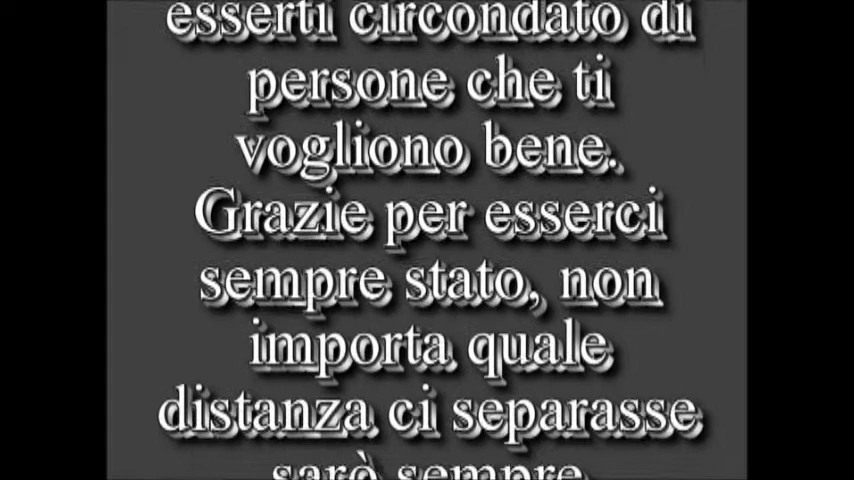 esserti circondato di
persone che ti
vogliono bene.
Grazie per esserci
sempre stato, non
importa quale
distanza ci separasse
sarò sempre